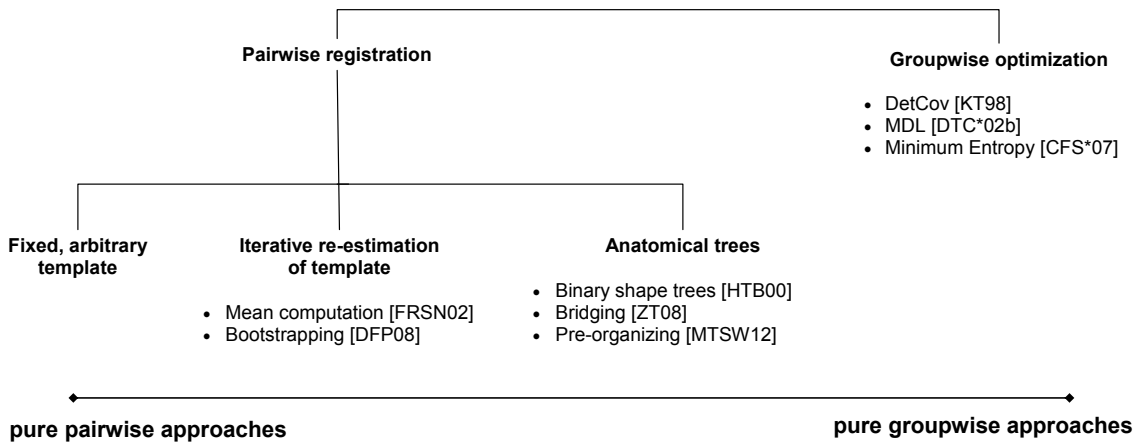 Pairwise registration
Groupwise optimization
• DetCov [KT98]
• MDL [DTC*02b]
• Minimum Entropy [CFS*07]
Fixed, arbitrary
template
Iterative re-estimation
of template
• Mean computation [FRSN02]
• Bootstrapping [DFP08]
Anatomical trees
• Binary shape trees [HTB00]
• Bridging [ZT08]
• Pre-organizing [MTSW12]
pure pairwise approaches
pure groupwise approaches